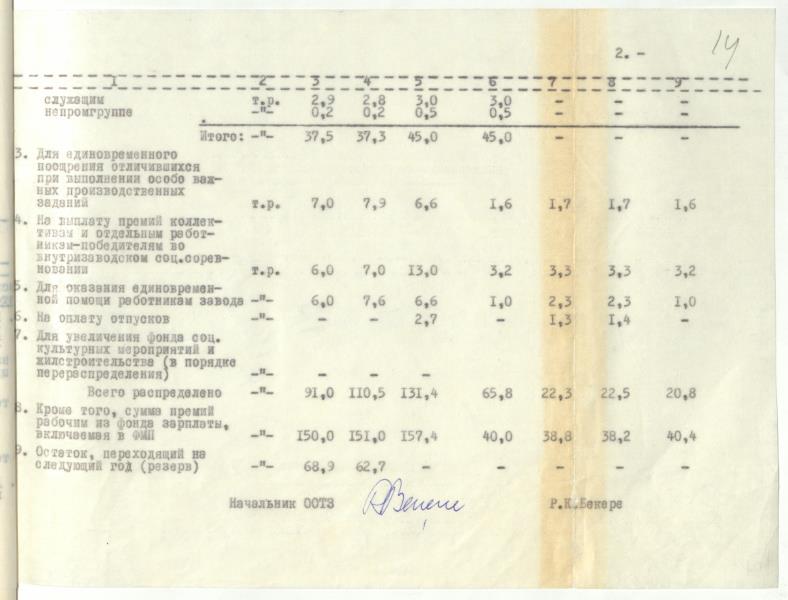 14
2. -
1 2 3 4 5 6 7 8 9
служащим т.р. 2,9 2,8 3,0 3,0 - - -
непромгруппе -"- 0,2 0,2 0,5 0,5 - - -
Итого: -"- 37,5 37,3 45,0 45,0 - - -
3. Для единовременного
поощрения отличившихся
при выполнении особо важ-
ных производственных
заданий т.р. 7,0 7,9 6,6 1,6 1,7 1,7 1,6
4. На выплату премий коллек-
тивам и отдельным работ-
никам-победителям во
внутризаводском соц.сорев-
новании т.р. 6,0 7,0 13,0 3,2 3,3 3,3 3,2
5. Для оказания единовремен-
ной помощи работникам завода -"- 6,0 7,6 6,6 1,0 2,3 2,3 1,0
6. На оплату отпусков -"- - - 2,7 - 1,3 1,4 -
7. Для увеличения фонда соц.
культурных мероприятий и
жилстроительства (в порядке
перераспределения) -"- - - -
Всего распределено -"- 91,0 110,5 131,4 65,8 22,3 22,5 20,8
8. Кроме того, сумма премий
рабочим из фонда зарплаты,
включаемая в ФМП -"- 150,0 151,0 157,4 40,0 38,8 38,2 40,4
9. Остаток, переходящий на
следующий год (резерв) -"- 68,9 62,7 - - - - -
Начальник ООТЗ Р.К.Бекере